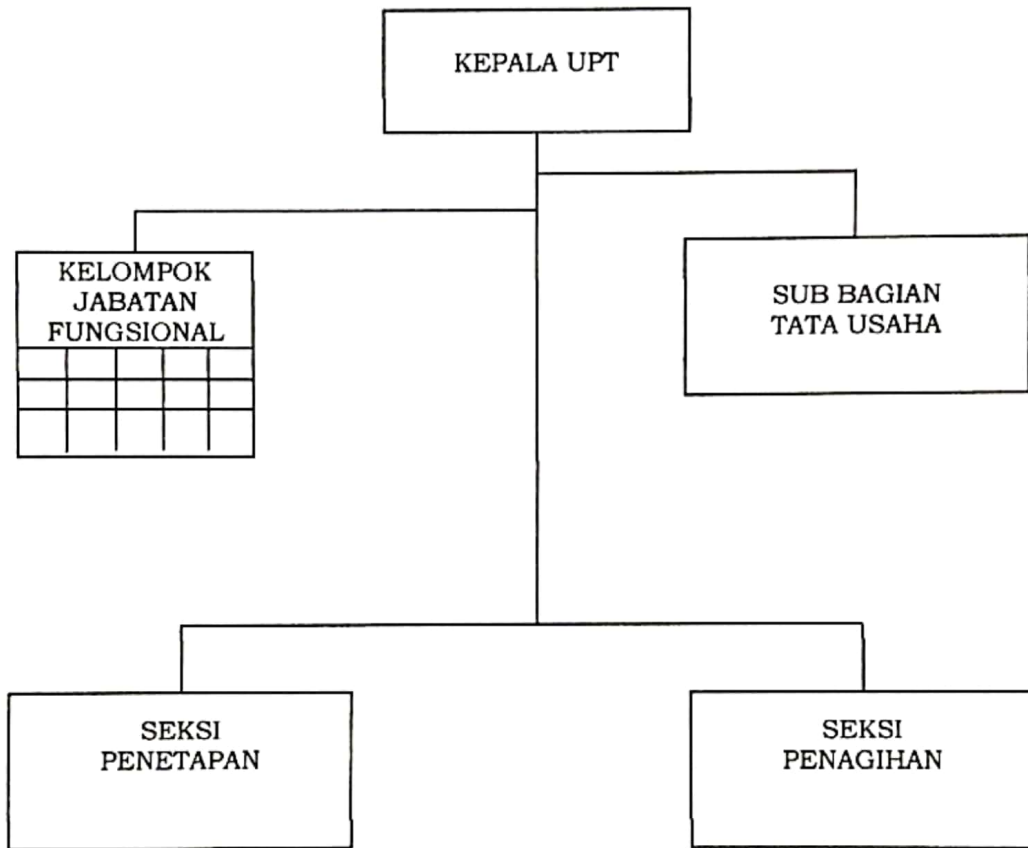 KEPALA UPT
KELOMPOK
JABATAN
FUNGSIONAL
SUB BAGIAN
TATA USAHA
SEKSI
PENETAPAN
SEKSI
PENAGIHAN